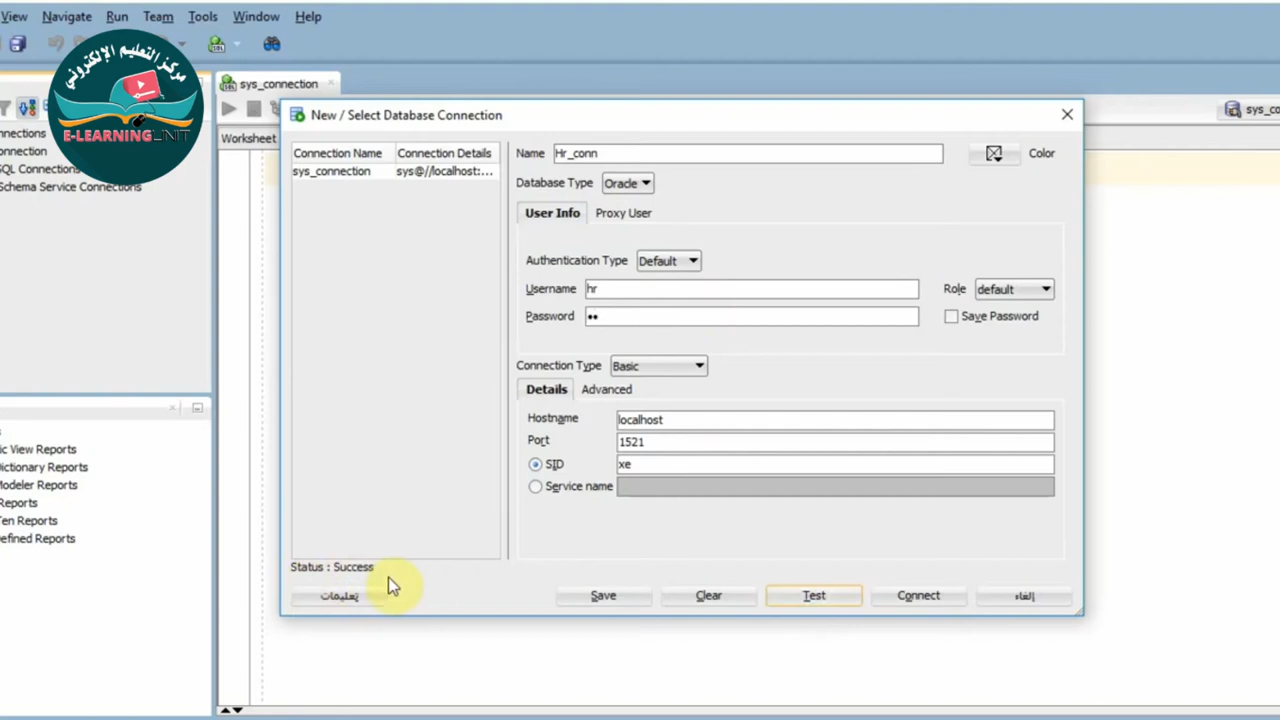 View Navigate Run Team Tools Window Help
مركز التعليم الإلكتروني
E-LEARNING UNIT
sys_connection
sys_co
Worksheet
nnections
onnection
SQL Connections
Schema Service Connections
New / Select Database Connection
Connection Name Connection Details
sys_connection sys@//localhost:...
Name Hr_conn Color
Database Type Oracle
User Info Proxy User
Authentication Type Default
Username hr Role default
Password •• Save Password
Connection Type Basic
Details Advanced
Hostname localhost
Port 1521
SID xe
Service name
Status : Success
تعليمات Save Clear Test Connect إلغاء
ic View Reports
ictionary Reports
Modeler Reports
Reports
Ten Reports
efined Reports